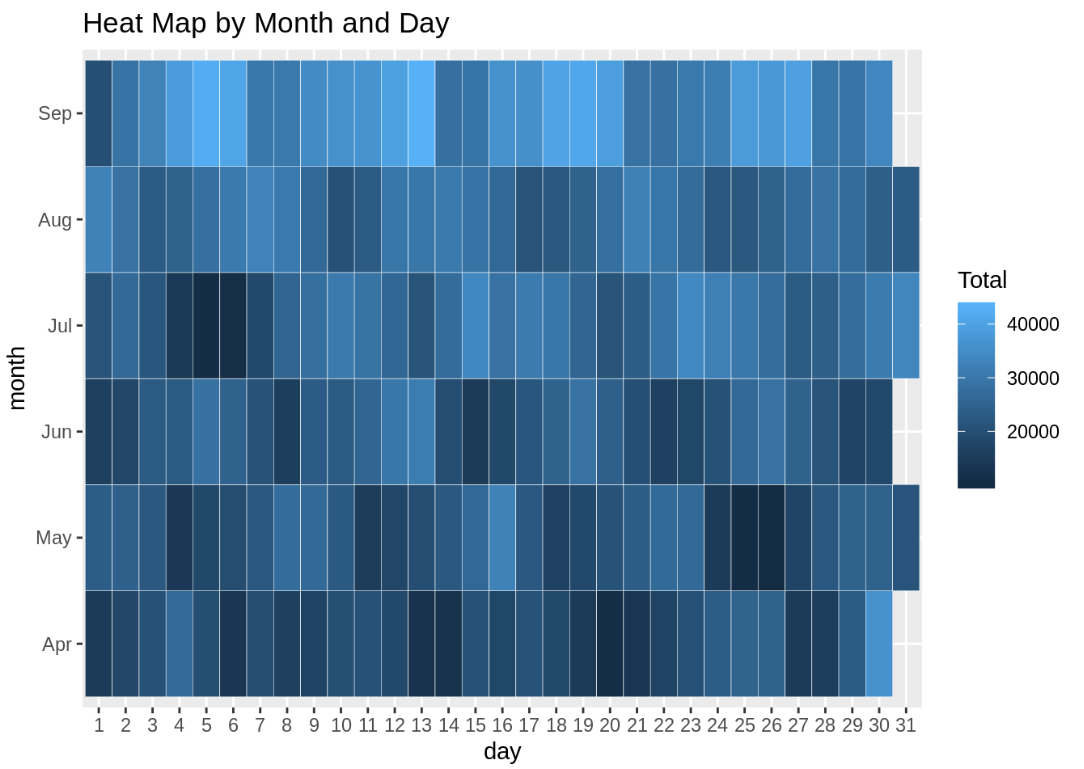 Heat Map by Month and Day
month
Sep
Aug
Jul
Jun
May
Apr
1 2 3 4 5 6 7 8 9 10 11 12 13 14 15 16 17 18 19 20 21 22 23 24 25 26 27 28 29 30 31
day
Total
40000
30000
20000